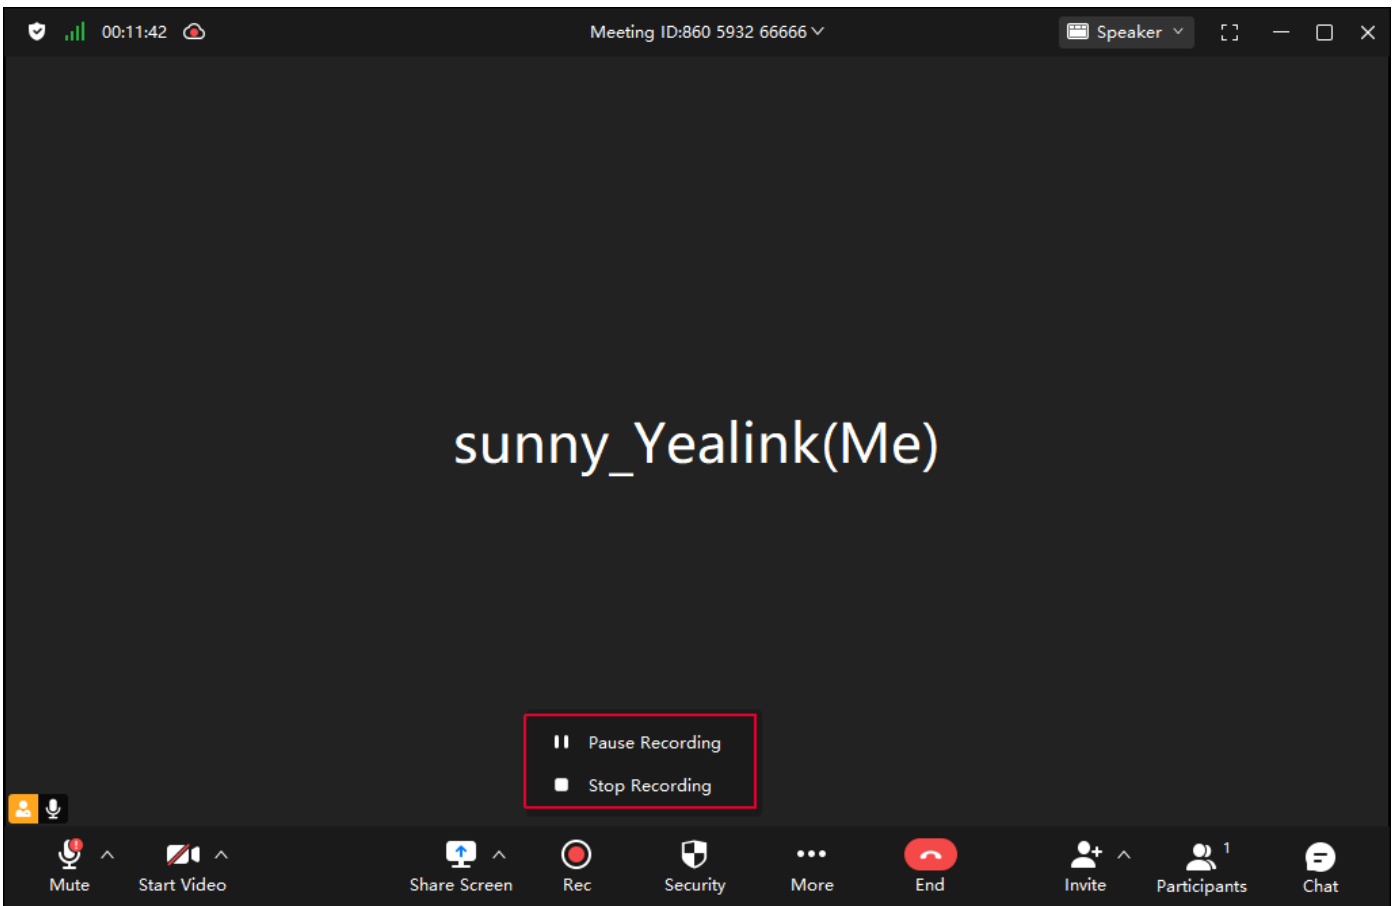 00:11:42
Meeting ID:860 5932 66666
Speaker
sunny_Yealink(Me)
Pause Recording
Stop Recording
Mute
Start Video
Share Screen
Rec
Security
More
End
Invite
1
Participants
Chat